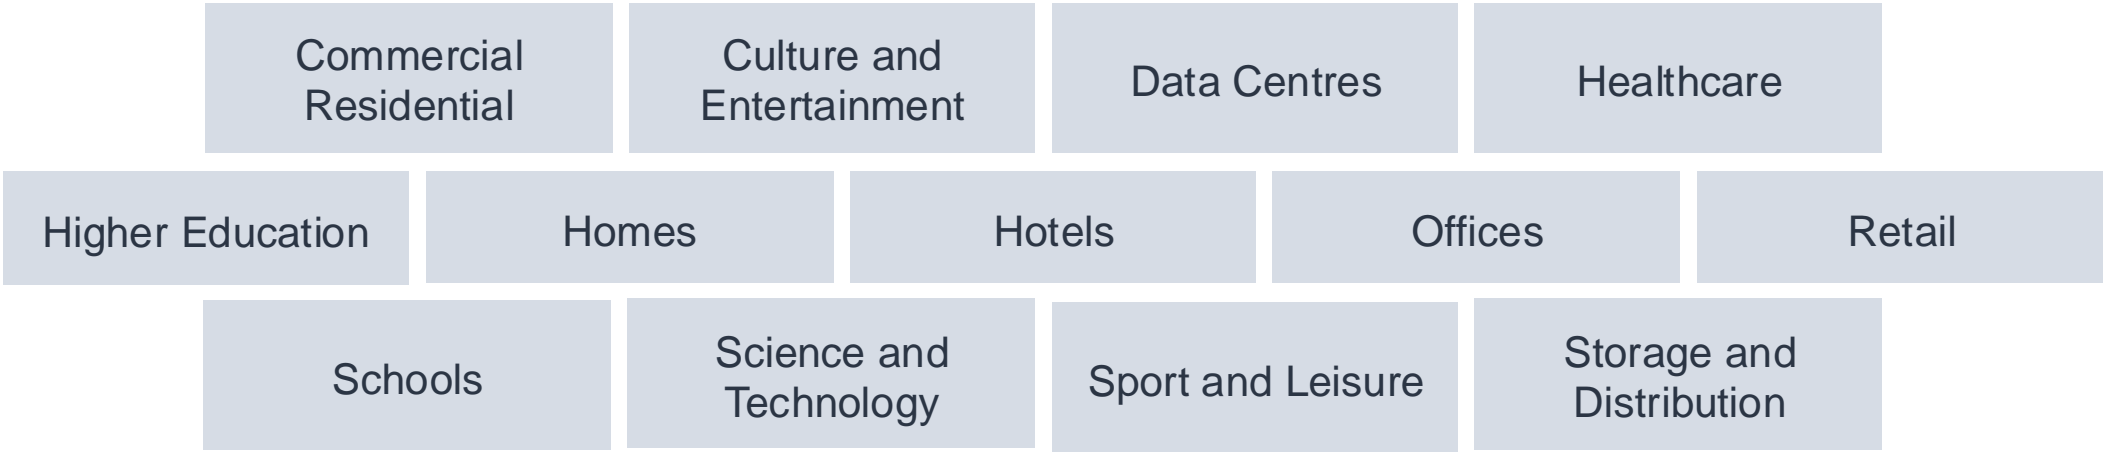 Commercial
Residential
Culture and
Entertainment
Data Centres
Healthcare
Higher Education
Homes
Hotels
Offices
Retail
Schools
Science and
Technology
Sport and Leisure
Storage and
Distribution